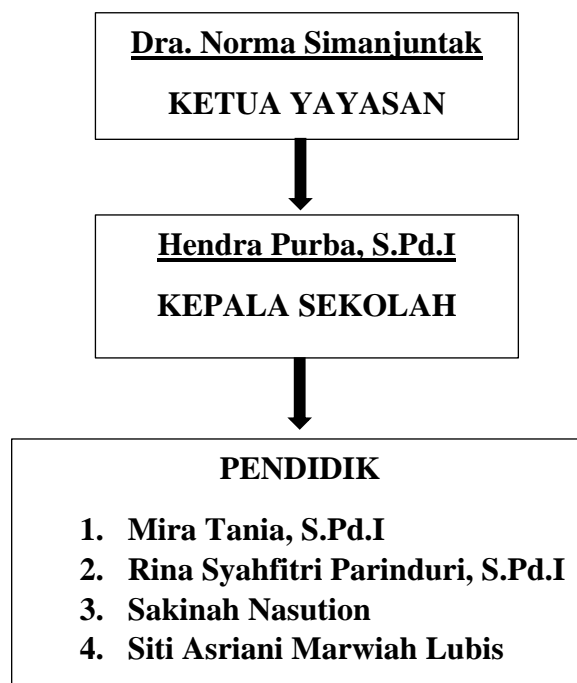 Dra. Norma Simanjuntak
KETUA YAYASAN
Hendra Purba, S.Pd.I
KEPALA SEKOLAH
PENDIDIK
1. Mira Tania, S.Pd.I
2. Rina Syahfitri Parinduri, S.Pd.I
3. Sakinah Nasution
4. Siti Asriani Marwiah Lubis